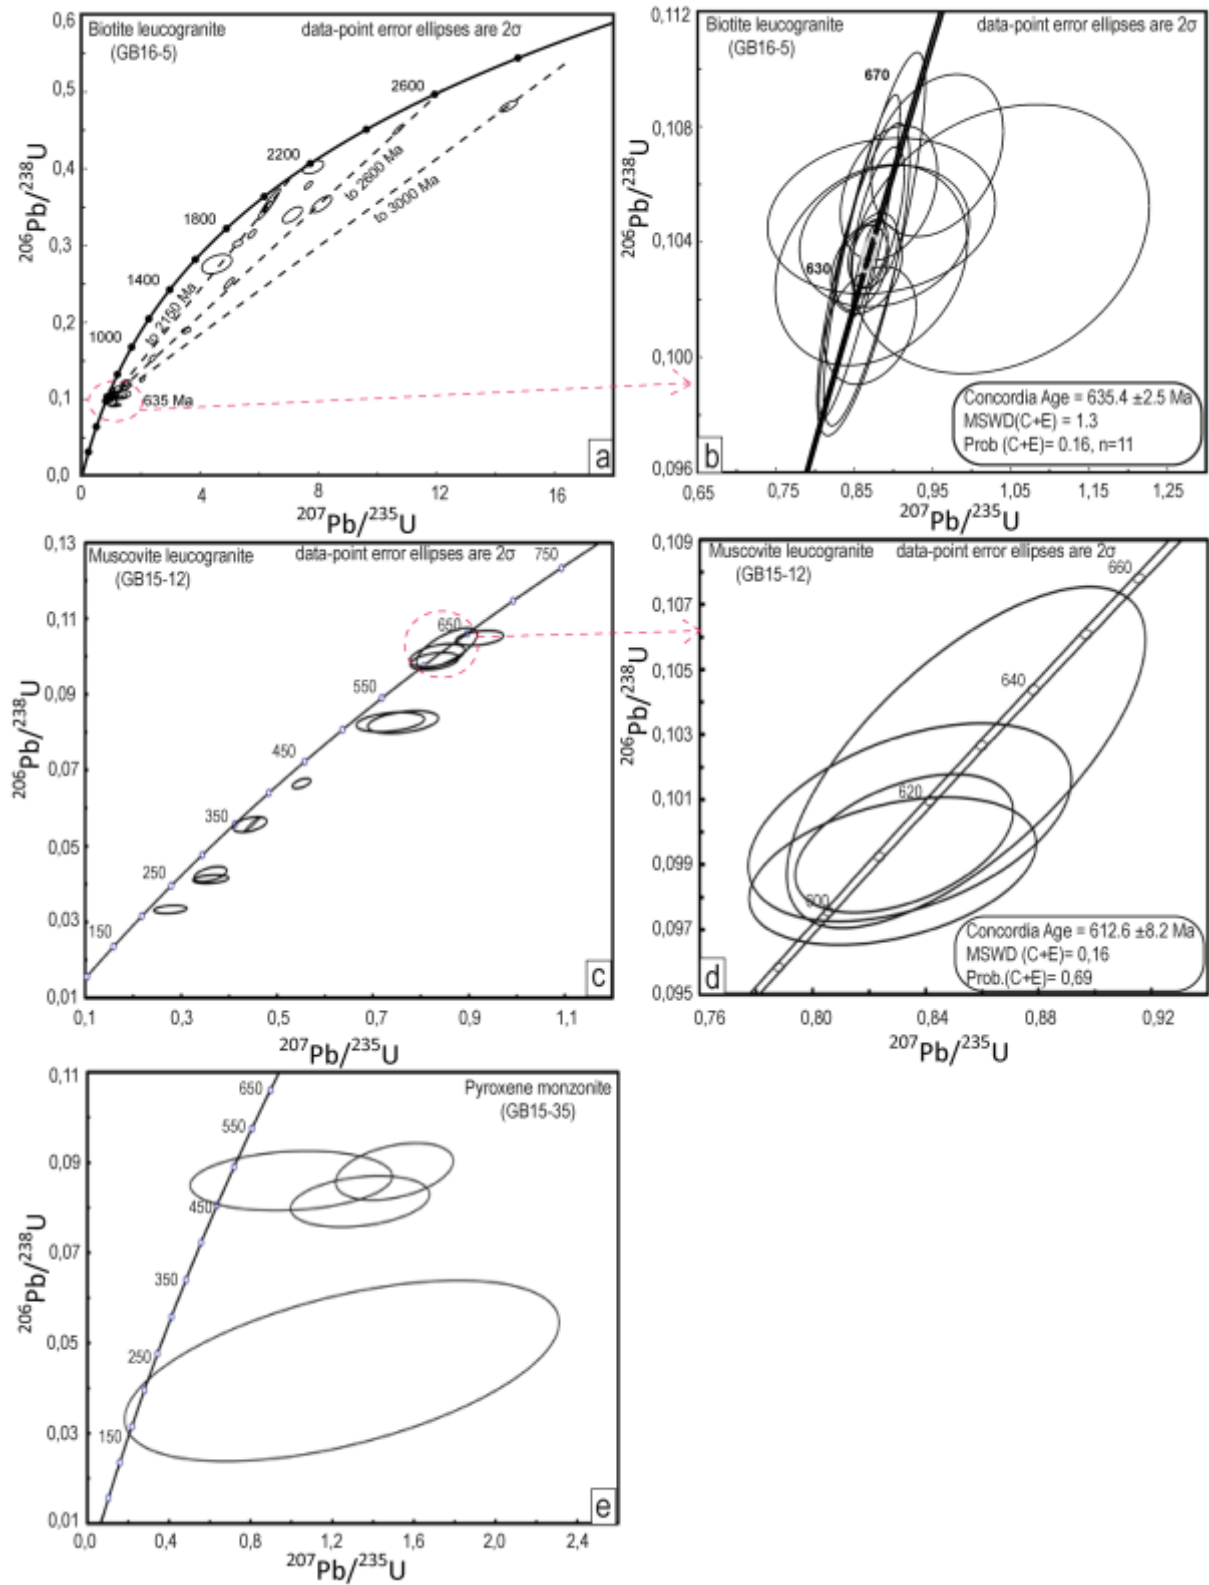 Biotite leucogranite
(GB16-5)
data-point error ellipses are 2σ
0,6
0,5
0,4
0,3
0,2
0,1
0,0
206Pb/238U
2600
2200
1800
1400
1000
to 2150 Ma
to 2600 Ma
to 3000 Ma
635 Ma
a
0
4
8
12
16
207Pb/235U
Biotite leucogranite
(GB16-5)
data-point error ellipses are 2σ
0,112
0,108
0,104
0,100
0,096
206Pb/238U
670
630
Concordia Age = 635.4 ±2.5 Ma
MSWD(C+E) = 1.3
Prob (C+E)= 0.16, n=11
b
0,65
0,75
0,85
0,95
1,05
1,15
1,25
207Pb/235U
Muscovite leucogranite
(GB15-12)
data-point error ellipses are 2σ
0,13
0,11
0,09
0,07
0,05
0,03
0,01
206Pb/238U
750
650
550
450
350
250
150
c
0,1
0,3
0,5
0,7
0,9
1,1
207Pb/235U
Muscovite leucogranite
(GB15-12)
data-point error ellipses are 2σ
0,109
0,107
0,105
0,103
0,101
0,099
0,097
0,095
206Pb/238U
660
640
620
600
Concordia Age = 612.6 ±8.2 Ma
MSWD (C+E)= 0,16
Prob.(C+E)= 0,69
d
0,76
0,80
0,84
0,88
0,92
207Pb/235U
Pyroxene monzonite
(GB15-35)
0,11
0,09
0,07
0,05
0,03
0,01
206Pb/238U
650
550
450
350
250
150
e
0,0
0,4
0,8
1,2
1,6
2,0
2,4
207Pb/235U